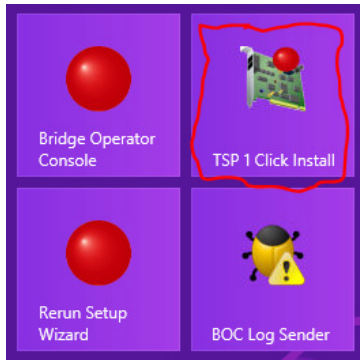 Bridge Operator
Console
TSP 1 Click Install
Rerun Setup
Wizard
BOC Log Sender